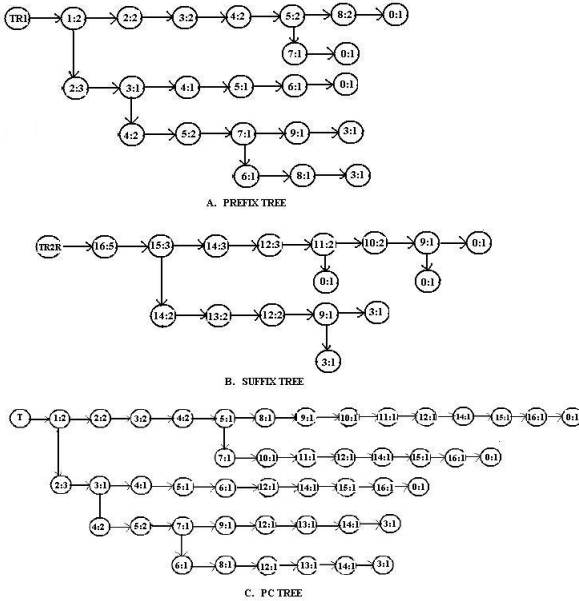 TR1 1:2 2:2 3:2 4:2 5:2 8:2 0:1
7:1 0:1
2:3 3:1 4:1 5:1 6:1 0:1
4:2 5:2 7:1 9:1 3:1
6:1 8:1 3:1
A. PREFIX TREE
TR2R 16:5 15:3 14:3 12:3 11:2 10:2 9:1 0:1
0:1 0:1
14:2 13:2 12:2 9:1 3:1
3:1
B. SUFFIX TREE
T 1:2 2:2 3:2 4:2 5:1 8:1 9:1 10:1 11:1 12:1 14:1 15:1 16:1 0:1
7:1 10:1 11:1 12:1 14:1 15:1 16:1 0:1
2:3 3:1 4:1 5:1 6:1 12:1 14:1 15:1 16:1 0:1
4:2 5:2 7:1 9:1 12:1 13:1 14:1 3:1
6:1 8:1 12:1 13:1 14:1 3:1
C. PC TREE